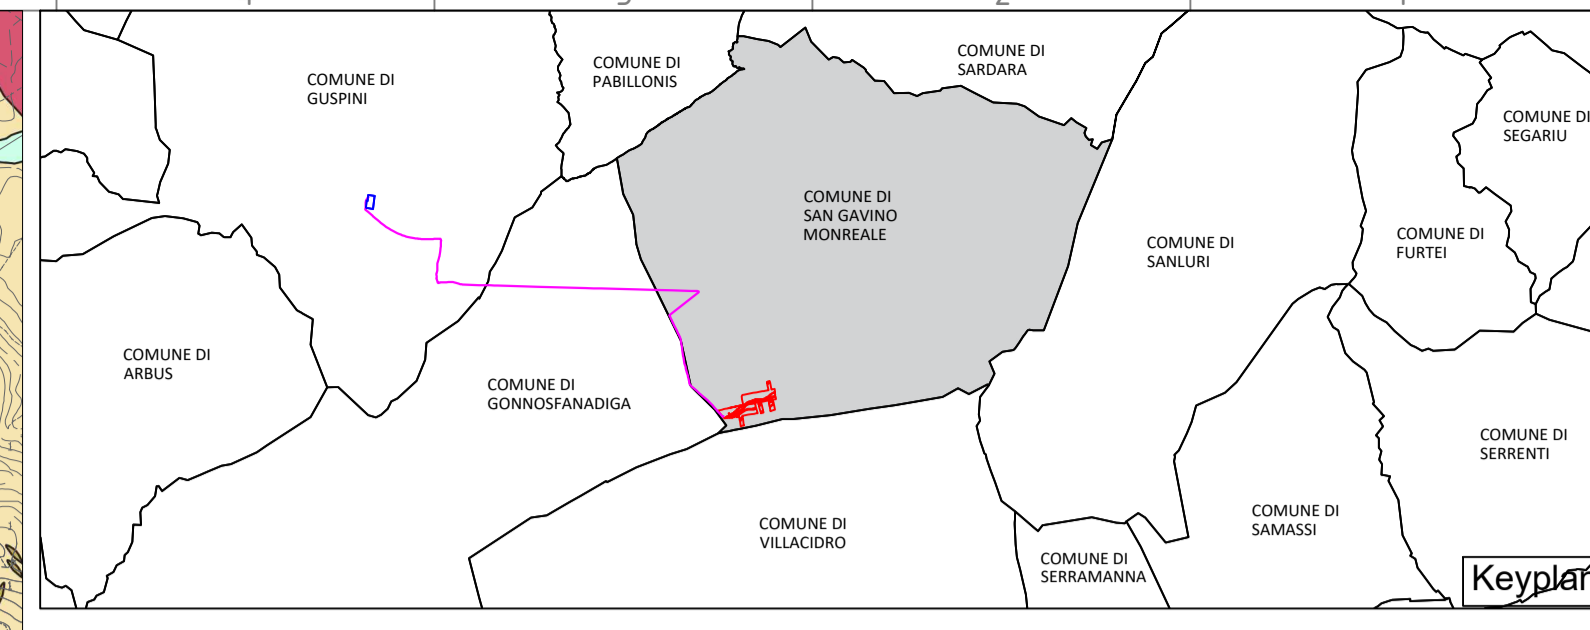 COMUNE DI
GUSPINI
COMUNE DI
PABILLONIS
COMUNE DI
SARDARA
COMUNE DI
SEGARIU
COMUNE DI
SAN GAVINO
MONREALE
COMUNE DI
SANLURI
COMUNE DI
FURTEI
COMUNE DI
ARBUS
COMUNE DI
GONNOSFANADIGA
COMUNE DI
SERRENTI
COMUNE DI
VILLACIDRO
COMUNE DI
SAMASSI
COMUNE DI
SERRAMANNA
Keyplan